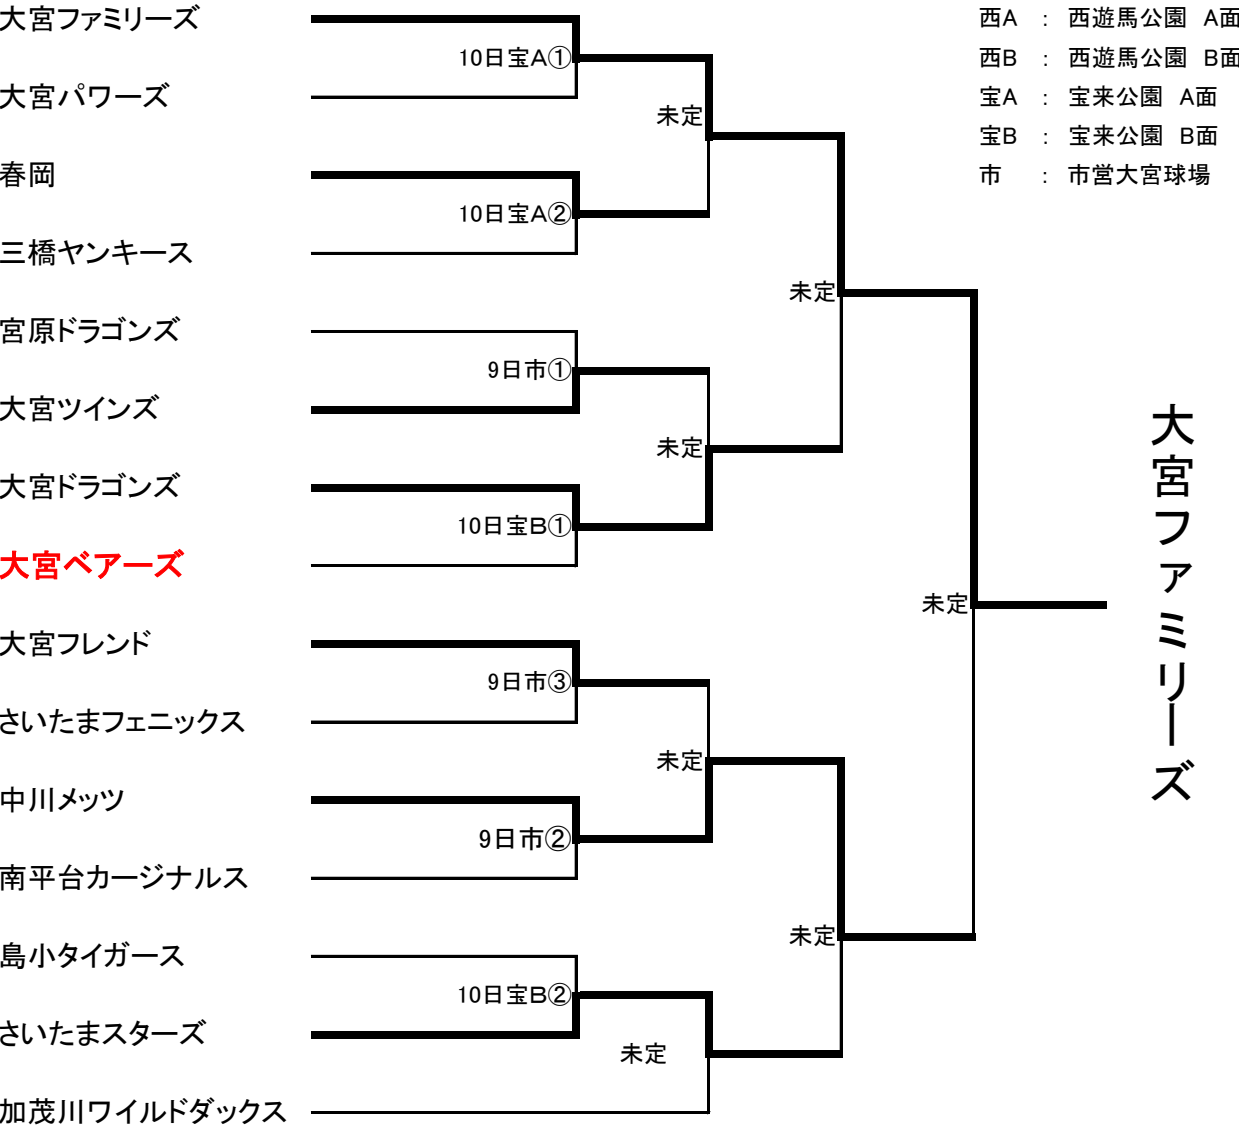 大宮ファミリーズ
大宮パワーズ
春岡
三橋ヤンキース
宮原ドラゴンズ
大宮ツインズ
大宮ドラゴンズ
大宮ベアーズ
大宮フレンド
さいたまフェニックス
中川メッツ
南平台カージナルス
島小タイガース
さいたまスターズ
加茂川ワイルドダックス
10日宝A①
10日宝A②
9日市①
10日宝B①
9日市③
9日市②
10日宝B②
未定
未定
未定
未定
未定
未定
未定
西A : 西遊馬公園 A面
西B : 西遊馬公園 B面
宝A : 宝来公園 A面
宝B : 宝来公園 B面
市 : 市営大宮球場
大宮ファミリーズ